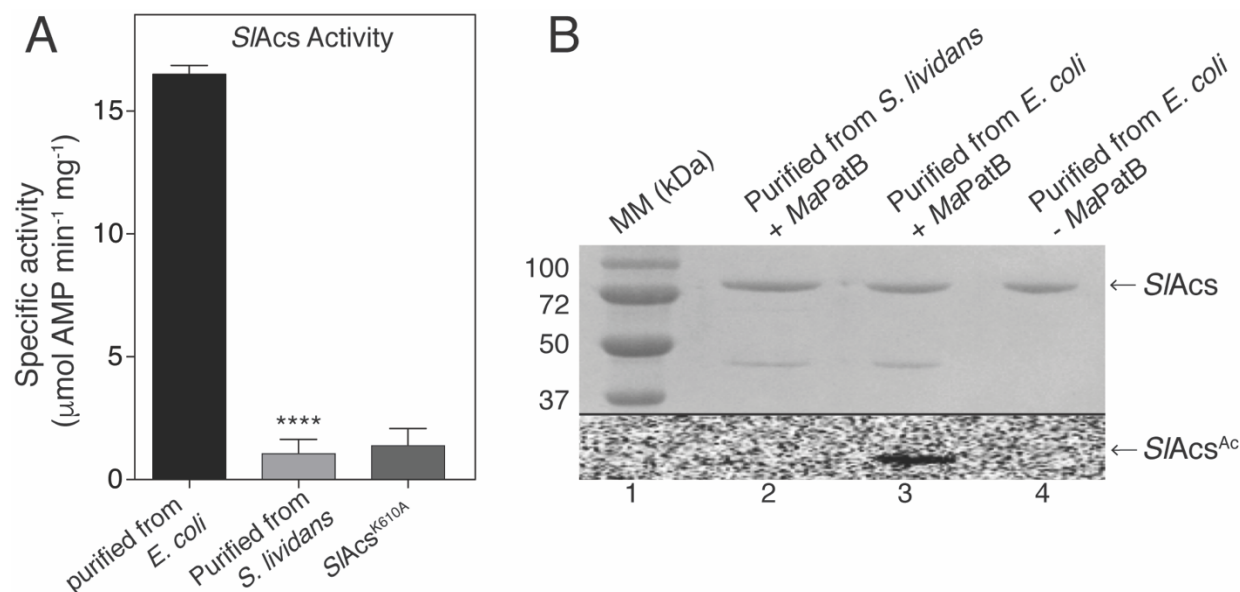 A
SlAcs Activity
Specific activity
(μmol AMP min⁻¹ mg⁻¹)
15
10
5
0
purified from
E. coli
Purified from
S. lividans
SlAcsᴷ⁶¹⁰ᴬ
****
B
MM (kDa)
Purified from S. lividans
+ MaPatB
Purified from E. coli
+ MaPatB
Purified from E. coli
- MaPatB
100
72
50
37
← SlAcs
← SlAcsᴬᶜ
1 2 3 4